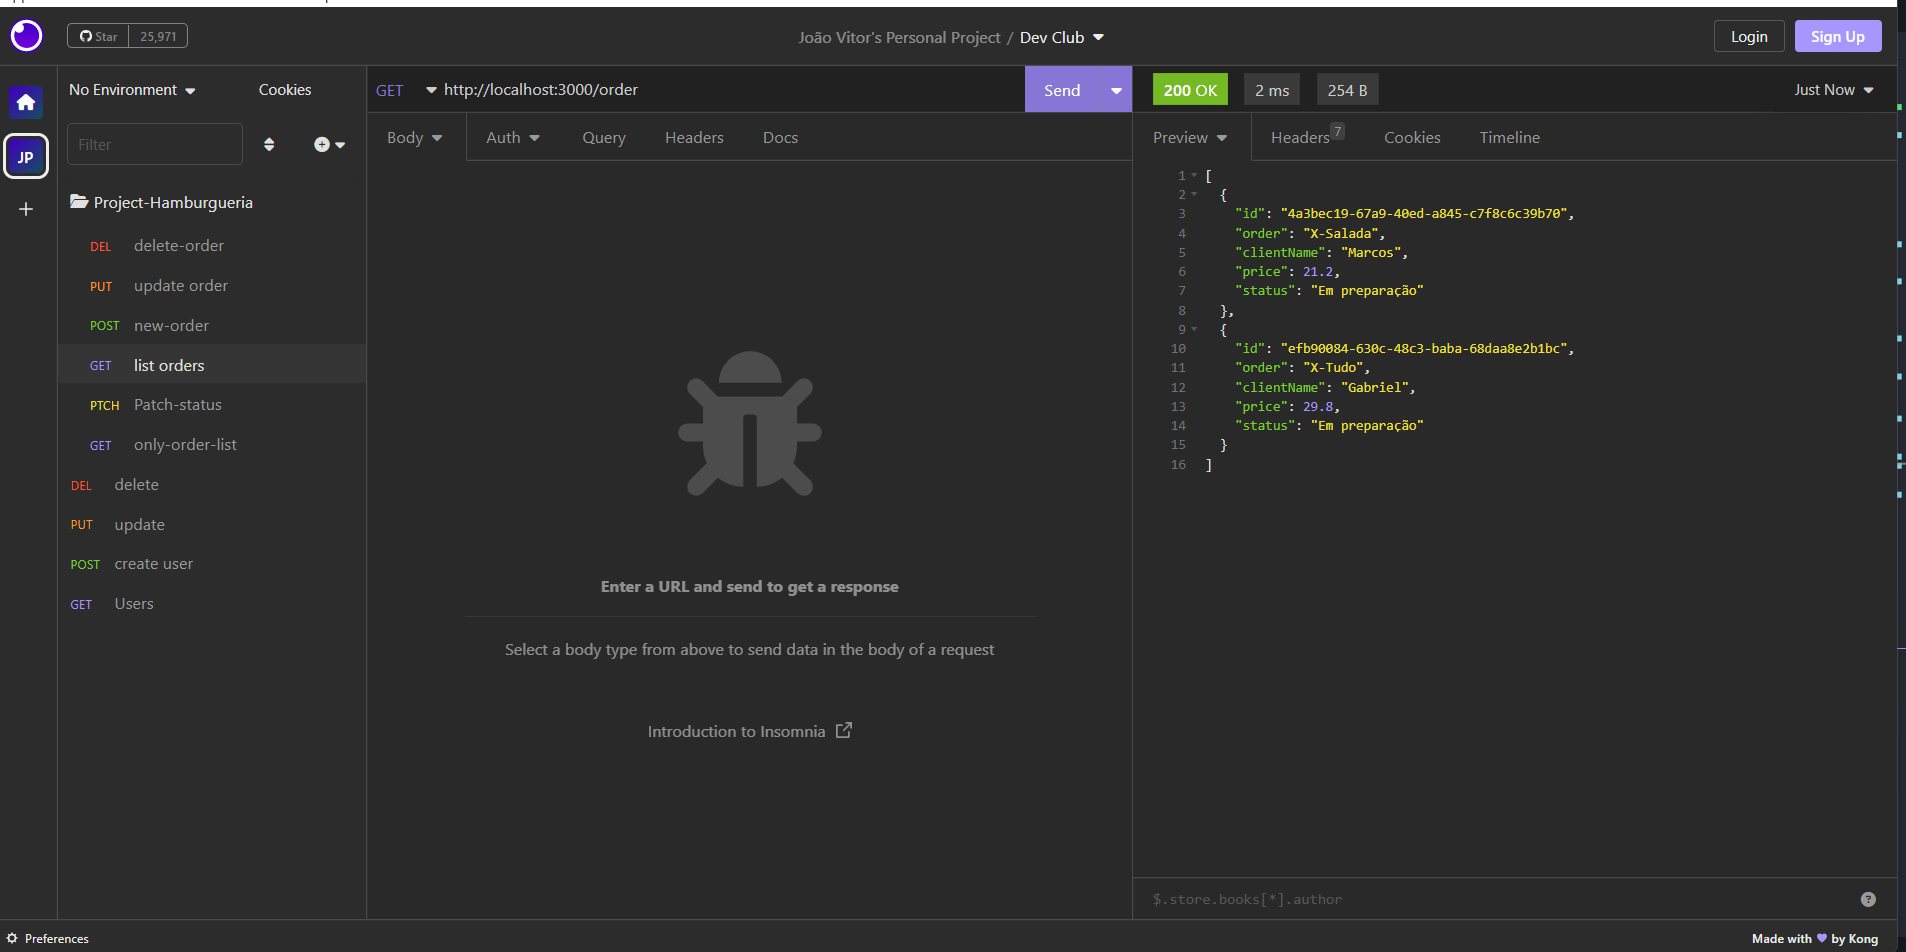 Star 25,971
João Vitor's Personal Project / Dev Club
Login
Sign Up
JP
No Environment
Cookies
Filter
Project-Hamburgueria
DEL delete-order
PUT update order
POST new-order
GET list orders
PTCH Patch-status
GET only-order-list
DEL delete
PUT update
POST create user
GET Users
GET http://localhost:3000/order
Send
Body Auth Query Headers Docs
Enter a URL and send to get a response
Select a body type from above to send data in the body of a request
Introduction to Insomnia
200 OK 2 ms 254 B Just Now
Preview Headers 7 Cookies Timeline
1 [
2 {
3 "id": "4a3bec19-67a9-40ed-a845-c7f8c6c39b70",
4 "order": "X-Salada",
5 "clientName": "Marcos",
6 "price": 21.2,
7 "status": "Em preparação"
8 },
9 {
10 "id": "efb90084-630c-48c3-baba-68daa8e2b1bc",
11 "order": "X-Tudo",
12 "clientName": "Gabriel",
13 "price": 29.8,
14 "status": "Em preparação"
15 }
16 ]
$.store.books[*].author
?
Preferences
Made with ♥ by Kong